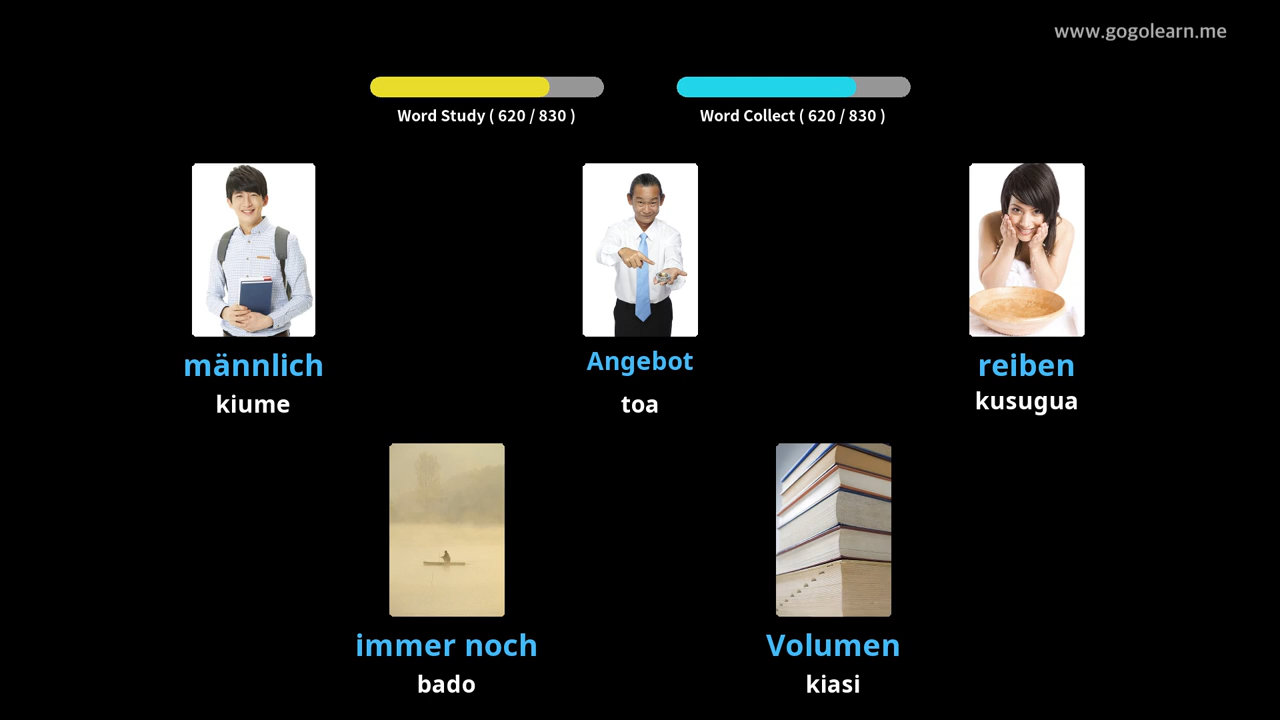 www.gogolearn.me
Word Study ( 620 / 830 )
Word Collect ( 620 / 830 )
männlich
kiume
Angebot
toa
reiben
kusugua
immer noch
bado
Volumen
kiasi